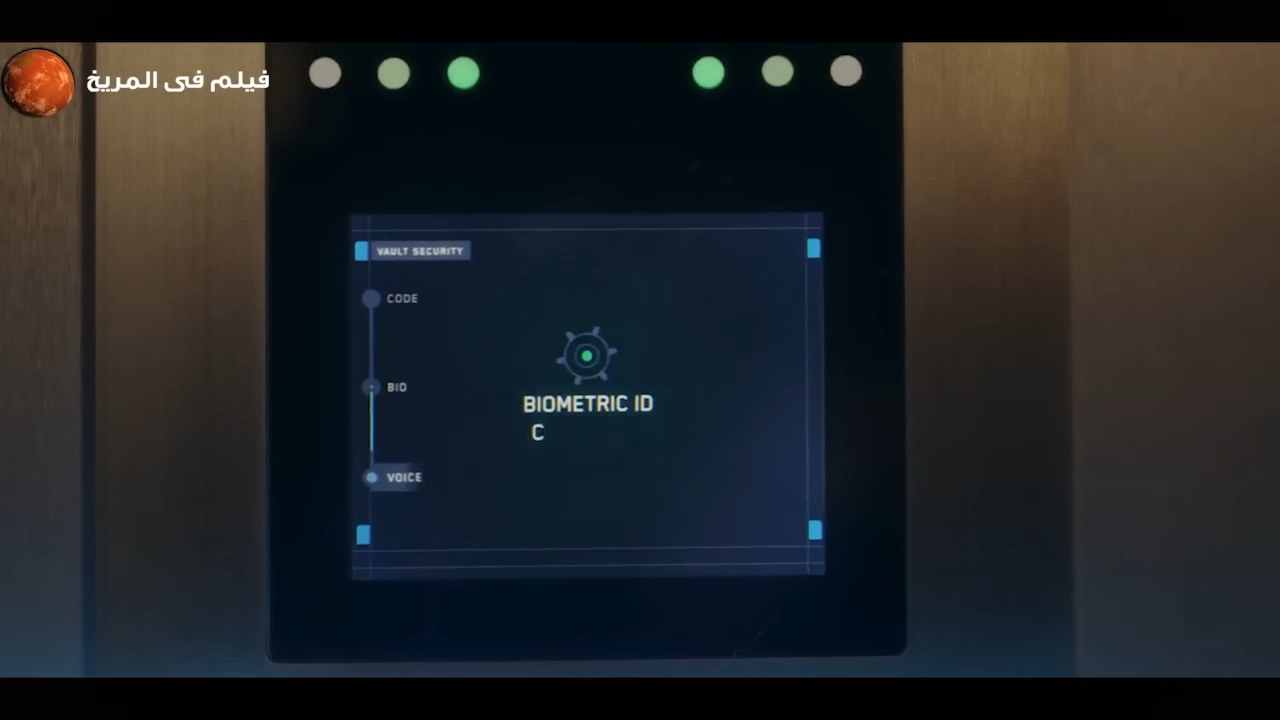 فيلم فى المريخ
VAULT SECURITY
CODE
BIO
BIOMETRIC ID
C
VOICE